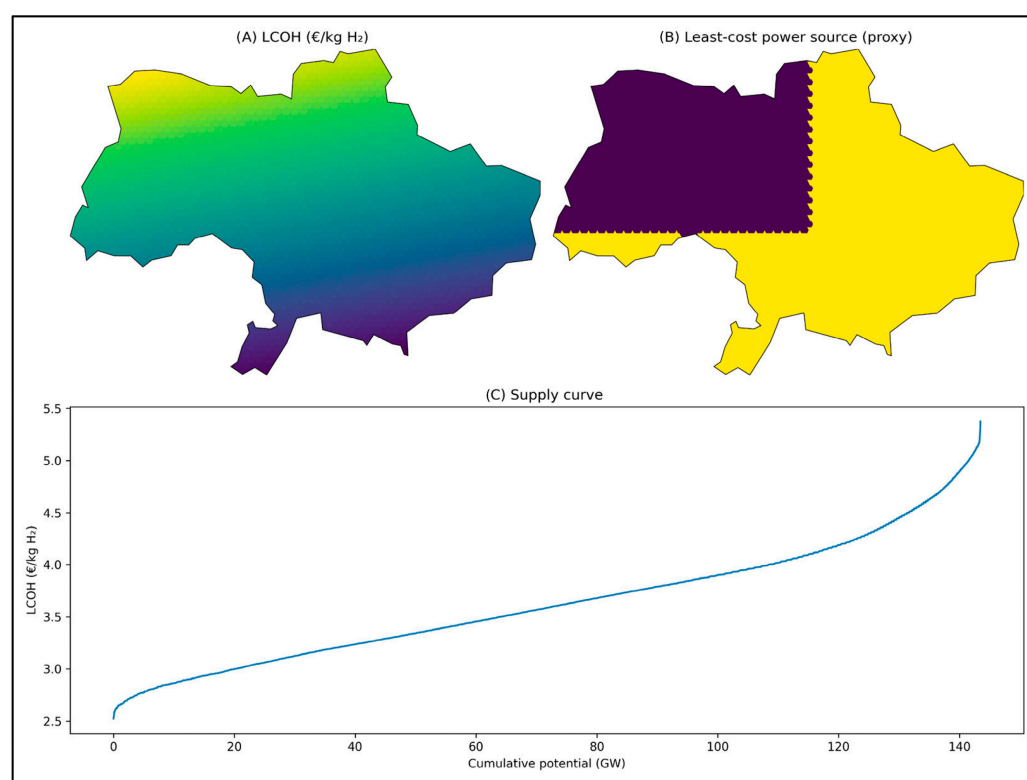 (A) LCOH (€/kg H₂)
(B) Least-cost power source (proxy)
(C) Supply curve
5.5
5.0
4.5
4.0
3.5
3.0
2.5
LCOH (€/kg H₂)
0 20 40 60 80 100 120 140
Cumulative potential (GW)